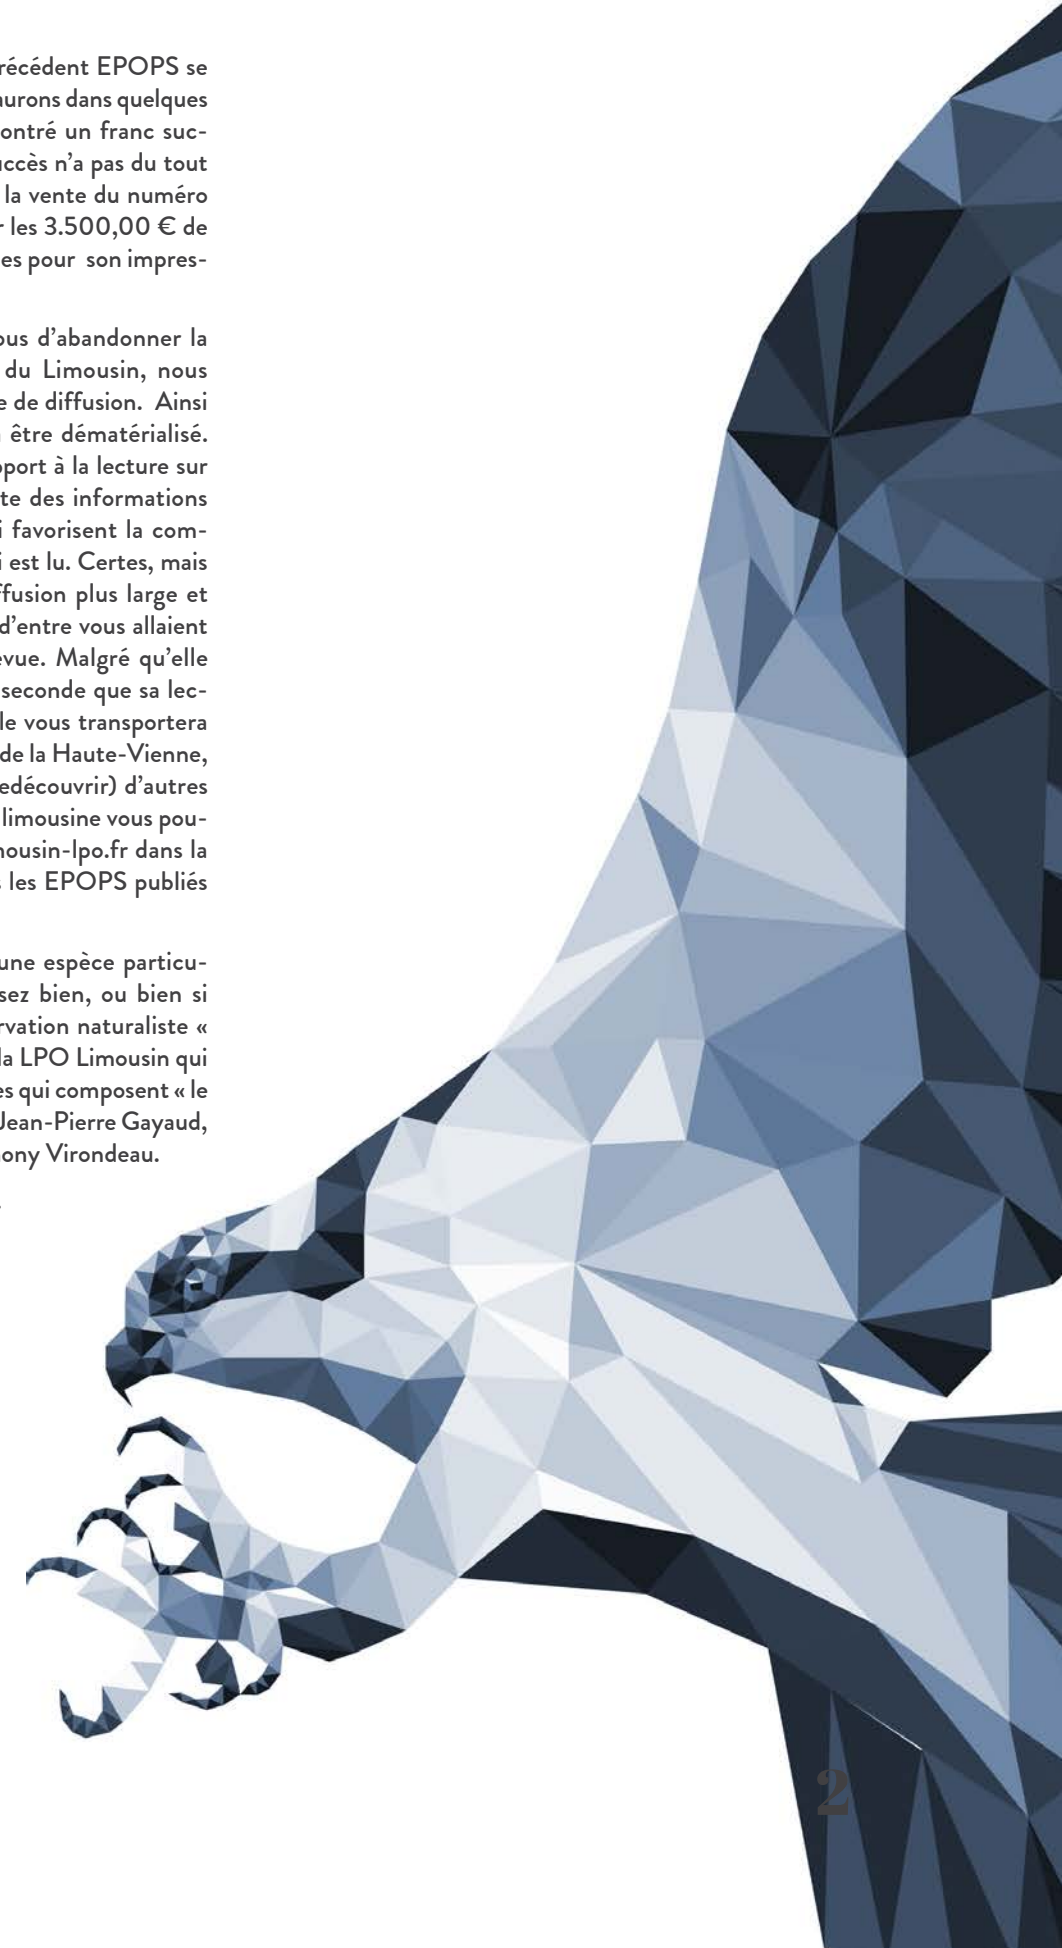 récédent EPOPS se
aurons dans quelques
ontré un franc suc-
uccès n’a pas du tout
la vente du numéro
r les 3.500,00 € de
es pour son impres-
ous d’abandonner la
du Limousin, nous
e de diffusion. Ainsi
être dématérialisé.
port à la lecture sur
te des informations
i favorisent la com-
i est lu. Certes, mais
ffusion plus large et
d’entre vous allaient
evue. Malgré qu’elle
seconde que sa lec-
le vous transportera
de la Haute-Vienne,
edécouvrir) d’autres
limousine vous pou-
mousin-lpo.fr dans la
s les EPOPS publiés
une espèce particu-
sez bien, ou bien si
rvation naturaliste «
la LPO Limousin qui
es qui composent « le
Jean-Pierre Gayaud,
ony Virondeau.
2